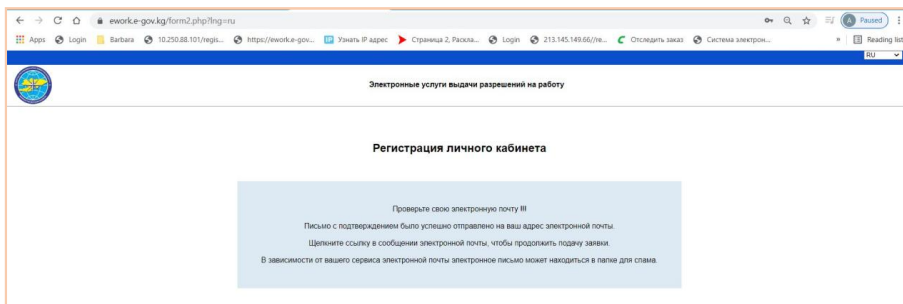 ework.e-gov.kg/form2.php?lng=ru
A Paused
Apps Login Barbara 10.250.88.101/regis... https://ework.e-gov... IP Узнать IP адрес Страница 2, Раскла... Login 213.145.149.66//re... Отследить заказ Система электрон... » Reading list
RU
Электронные услуги выдачи разрешений на работу
Регистрация личного кабинета
Проверьте свою электронную почту !!!
Письмо с подтверждением было успешно отправлено на ваш адрес электронной почты.
Щелкните ссылку в сообщении электронной почты, чтобы продолжить подачу заявки.
В зависимости от вашего сервиса электронной почты электронное письмо может находиться в папке для спама.